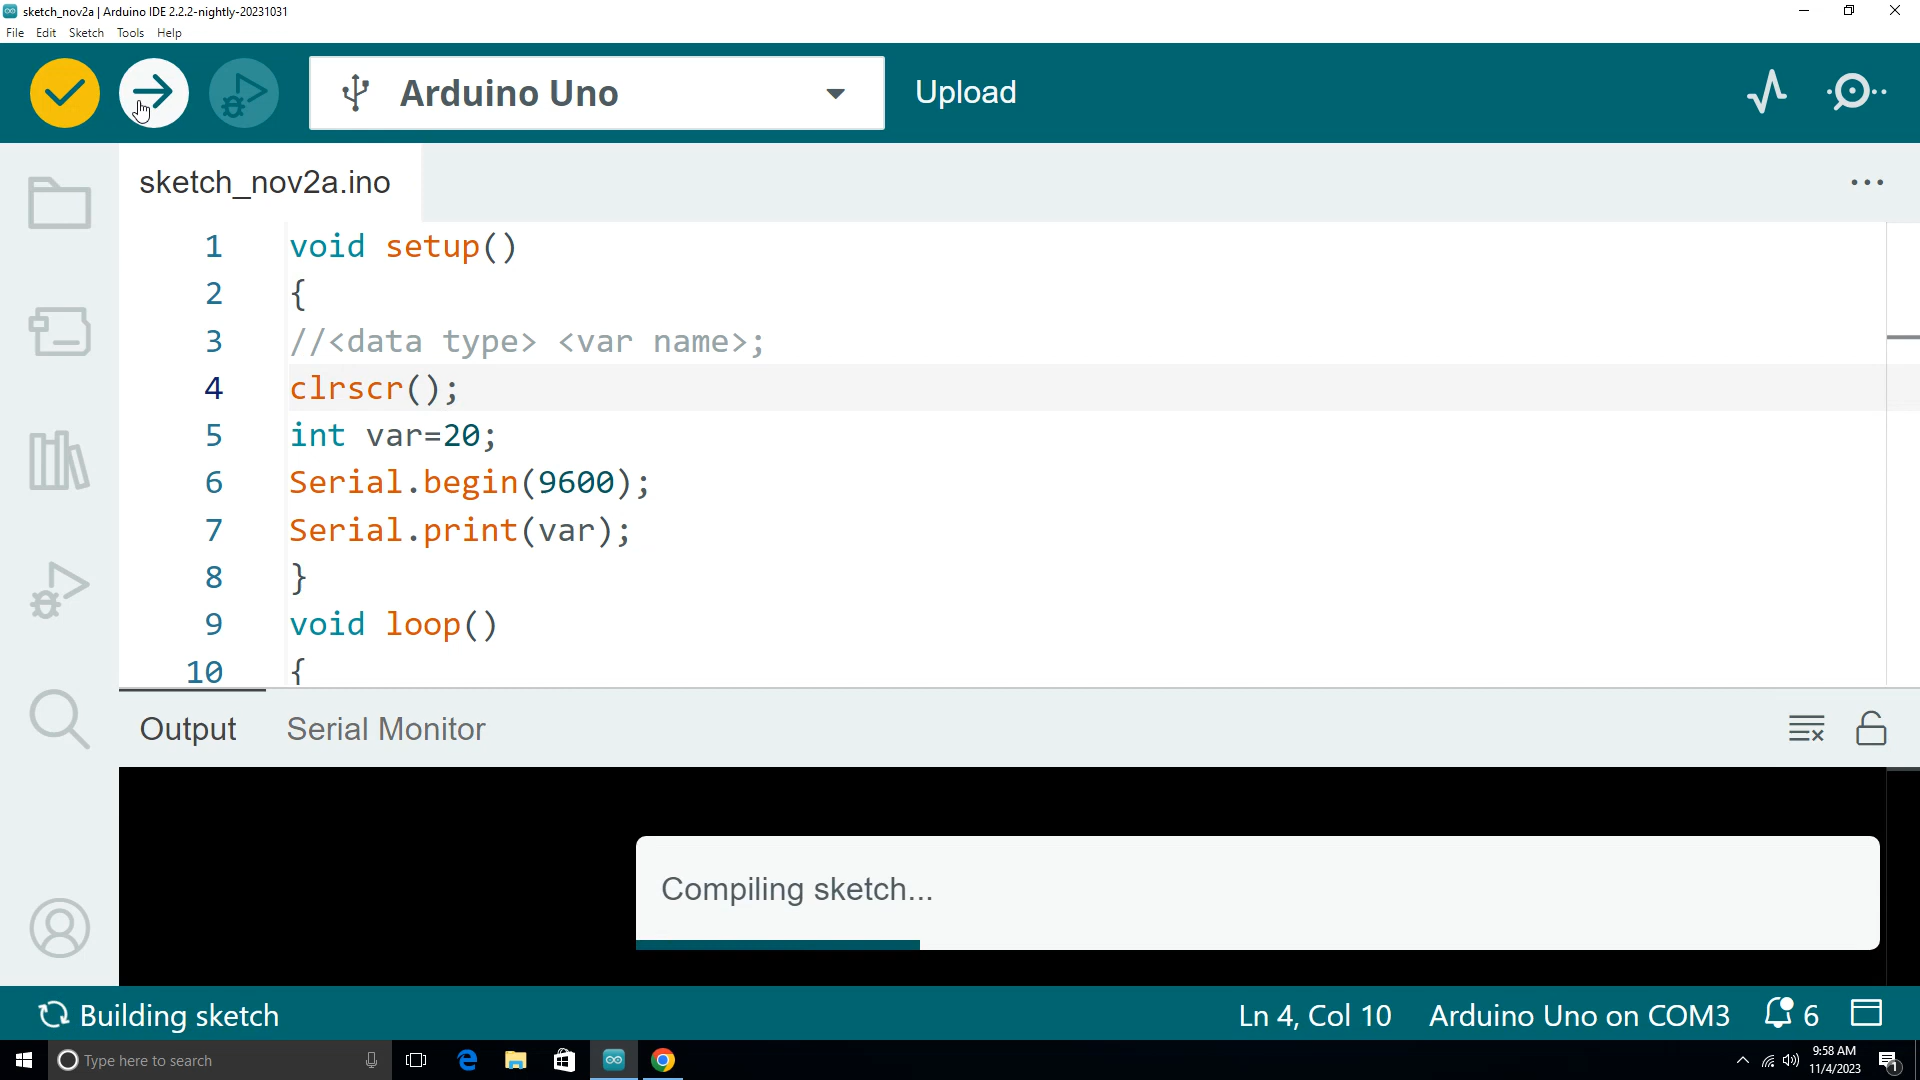 sketch_nov2a | Arduino IDE 2.2.2-nightly-20231031
File Edit Sketch Tools Help
Arduino Uno
Upload
sketch_nov2a.ino
1 void setup()
2 {
3 //<data type> <var name>;
4 clrscr();
5 int var=20;
6 Serial.begin(9600);
7 Serial.print(var);
8 }
9 void loop()
10 {
Output Serial Monitor
Compiling sketch...
Building sketch Ln 4, Col 10 Arduino Uno on COM3 6
Type here to search
9:58 AM
11/4/2023
1